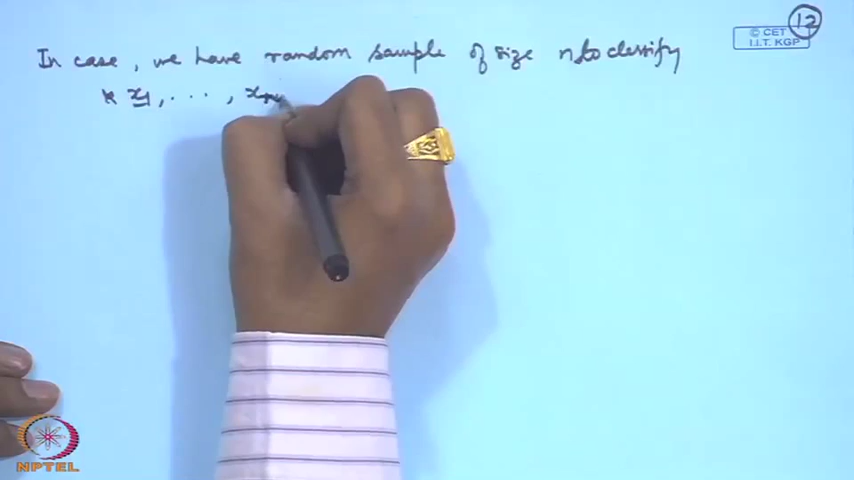 12
© CET
I.I.T. KGP
In case, we have random sample of size n to classify
x1, ..., xn
NPTEL